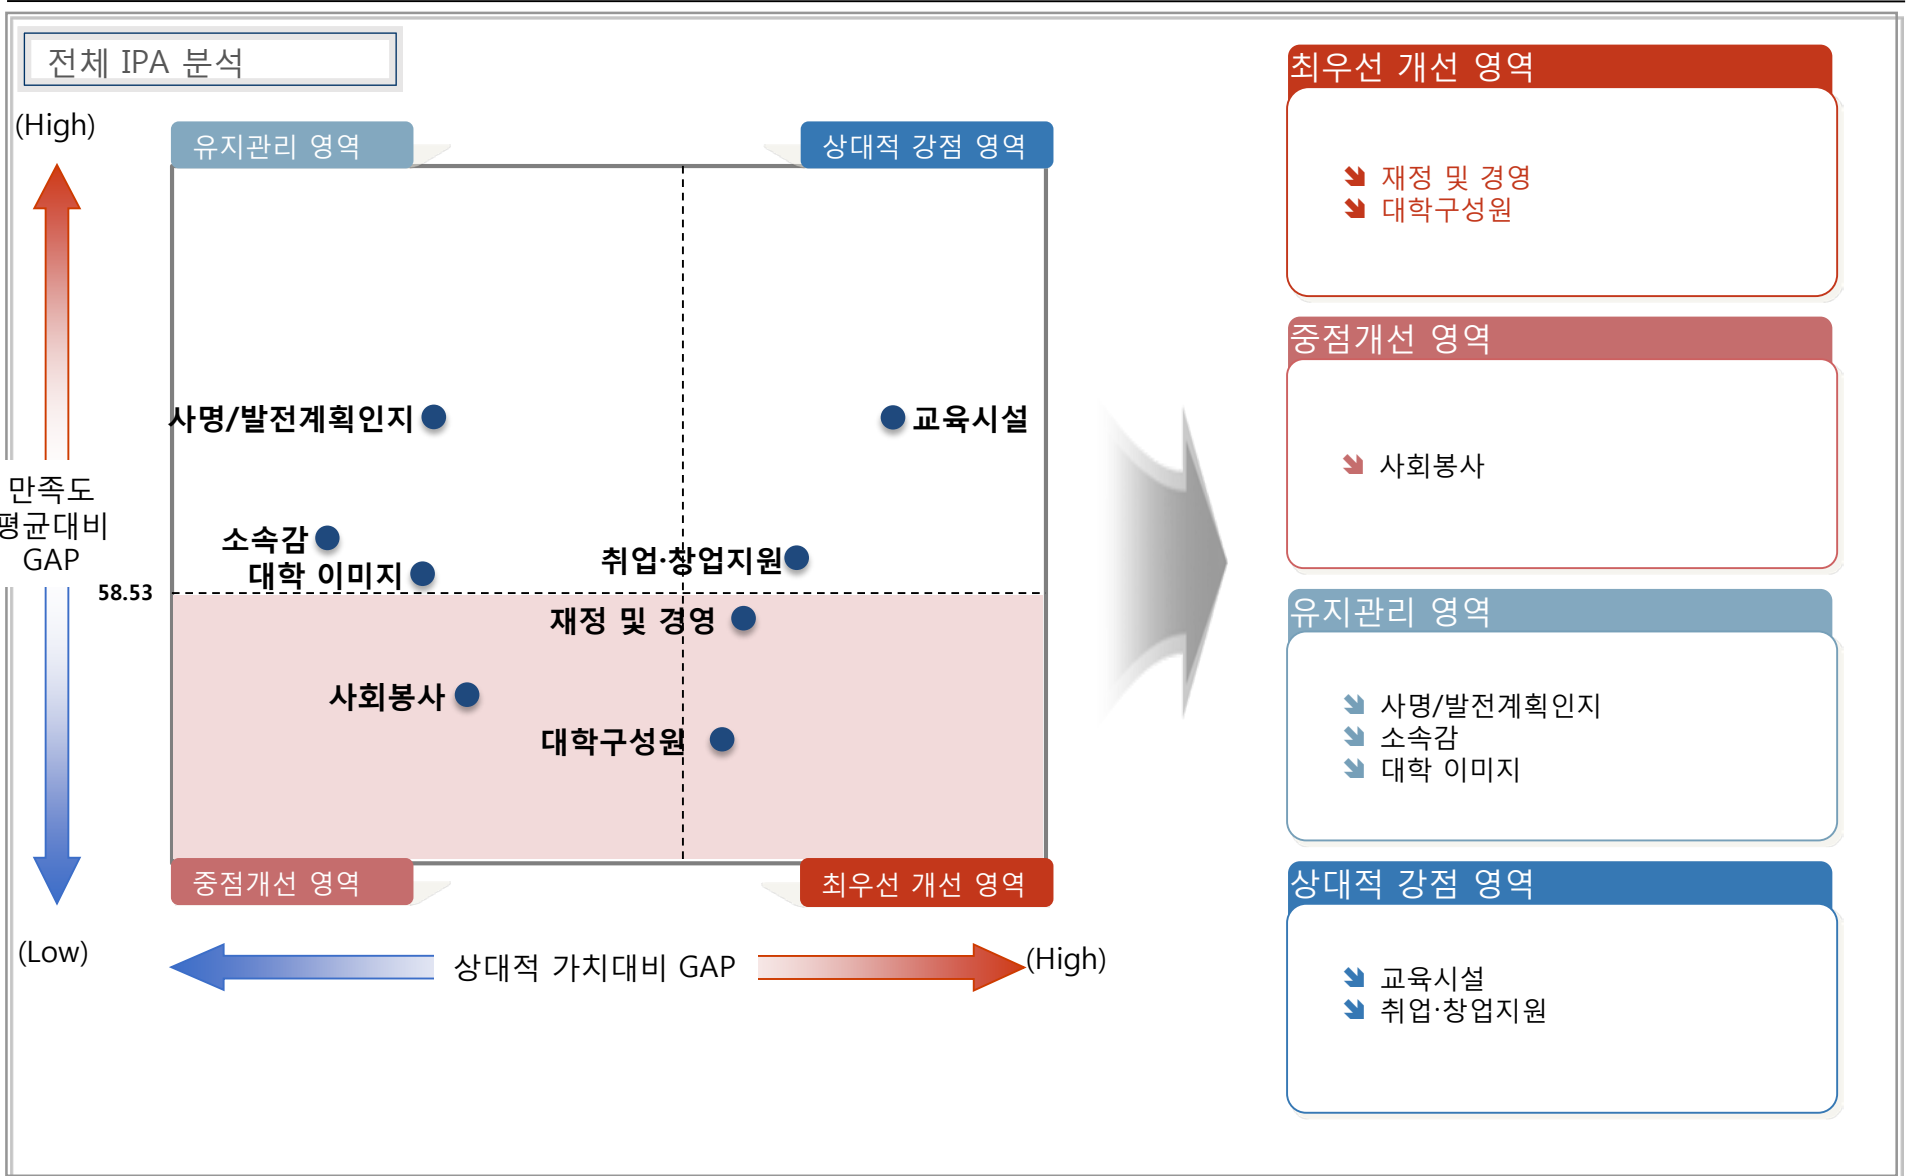 전체 IPA 분석
(High)
유지관리 영역
상대적 강점 영역
사명/발전계획인지
교육시설
만족도
평균대비
GAP
소속감
대학 이미지
취업·창업지원
58.53
재정 및 경영
사회봉사
대학구성원
중점개선 영역
최우선 개선 영역
(Low)
상대적 가치대비 GAP
(High)
최우선 개선 영역
재정 및 경영
대학구성원
중점개선 영역
사회봉사
유지관리 영역
사명/발전계획인지
소속감
대학 이미지
상대적 강점 영역
교육시설
취업·창업지원